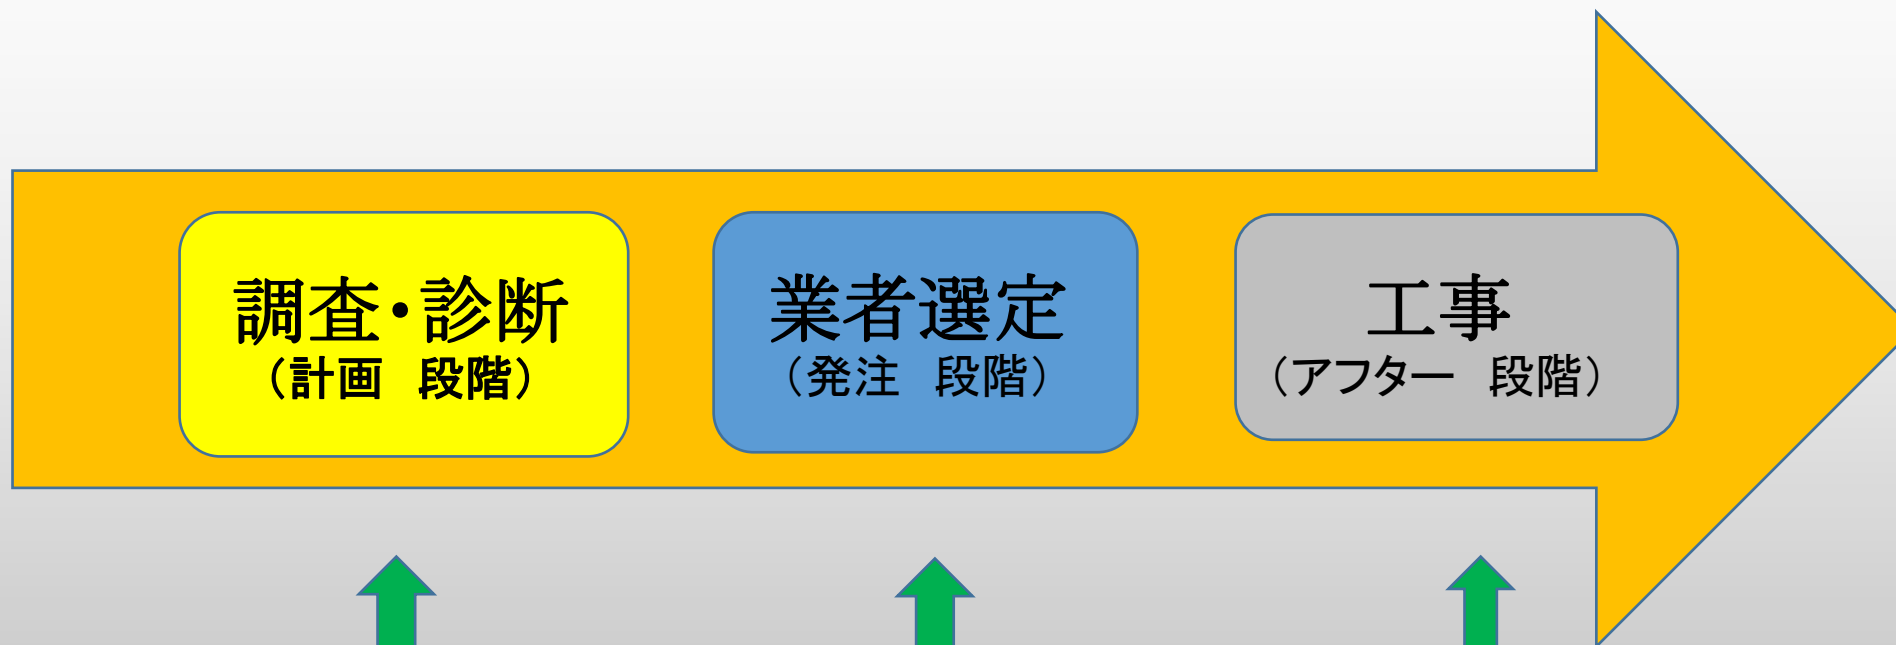 調査・診断
（計画　段階）
業者選定
（発注　段階）
工事
（アフター　段階）